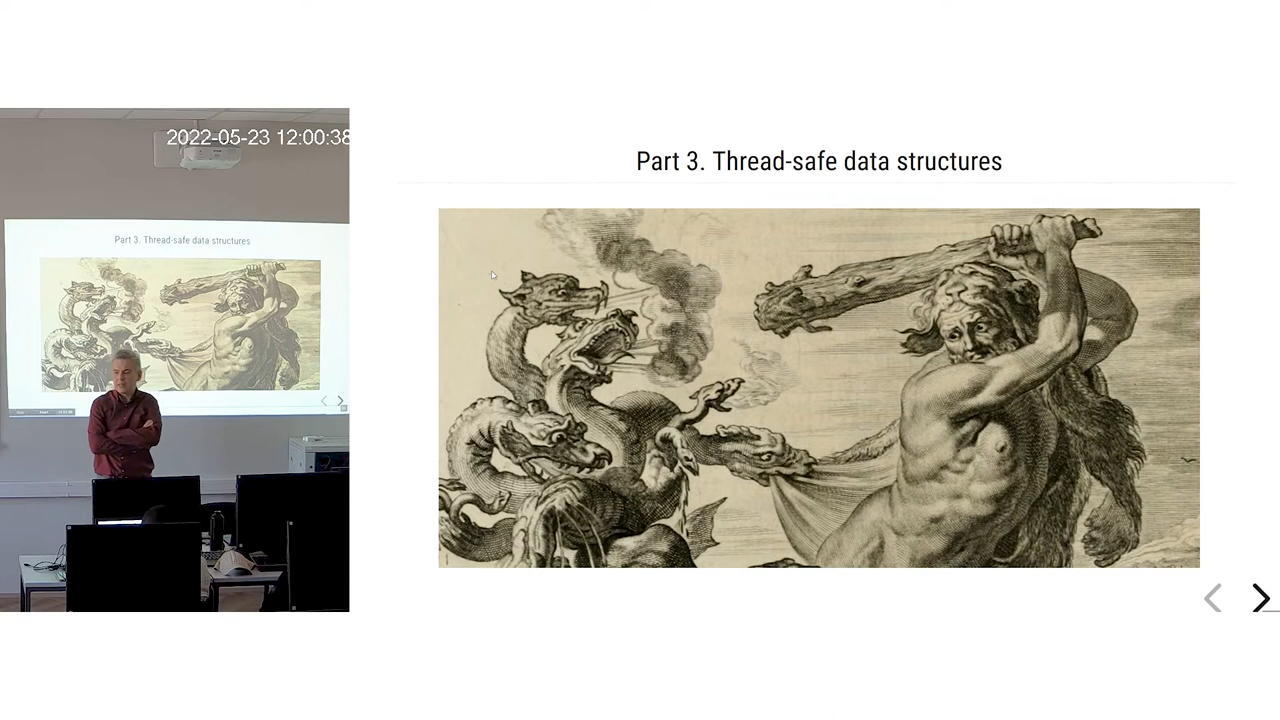 2022-05-23 12:00:38
Part 3. Thread-safe data structures
Part 3. Thread-safe data structures